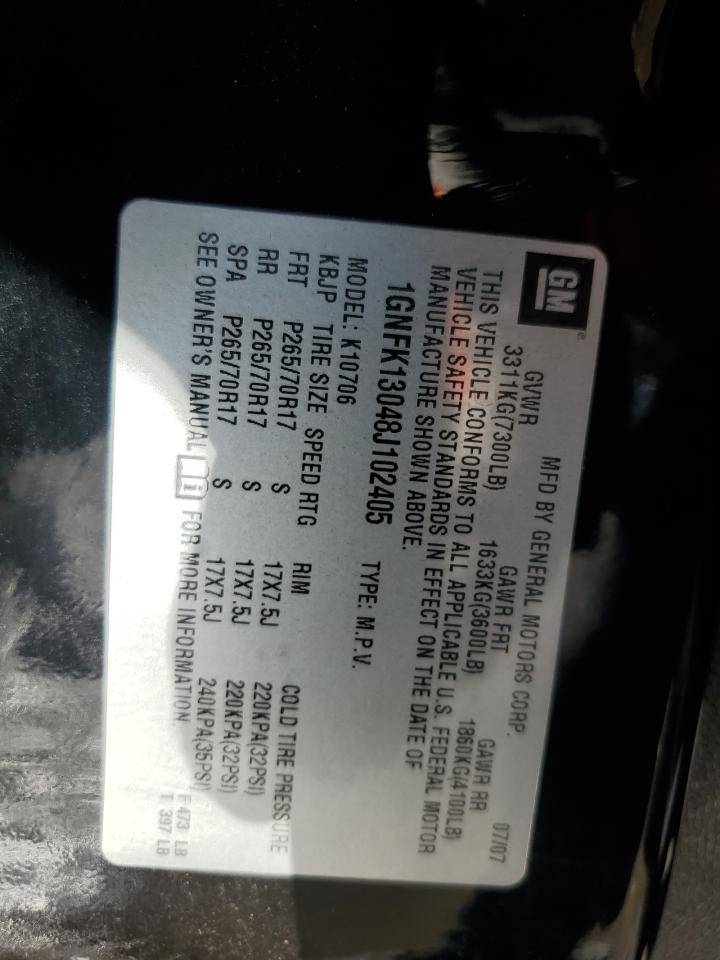 GM®
MFD BY GENERAL MOTORS CORP. 07/07
GVWR GAWR FRT GAWR RR
3311KG(7300LB) 1633KG(3600LB) 1860KG(4100LB)
THIS VEHICLE CONFORMS TO ALL APPLICABLE U.S. FEDERAL MOTOR
VEHICLE SAFETY STANDARDS IN EFFECT ON THE DATE OF
MANUFACTURE SHOWN ABOVE.
1GNFK13048J102405 TYPE: M.P.V.
MODEL: K10706
KBJP TIRE SIZE SPEED RTG RIM COLD TIRE PRESSURE
FRT P265/70R17 S 17X7.5J 220KPA(32PSI)
RR P265/70R17 S 17X7.5J 220KPA(32PSI)
SPA P265/70R17 S 17X7.5J 240KPA(35PSI)
SEE OWNER'S MANUAL i FOR MORE INFORMATION
F 473 LB
T 397 LB